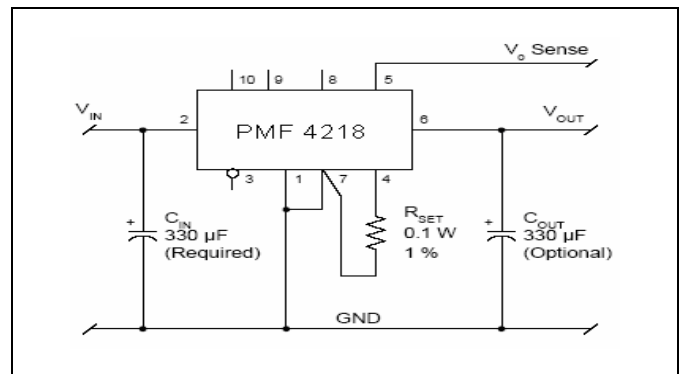 Vo Sense
10 9 8 5
VIN
2
PMF 4218
6
VOUT
3 1 7 4
+
CIN
330 µF
(Required)
RSET
0.1 W
1 %
+
COUT
330 µF
(Optional)
GND